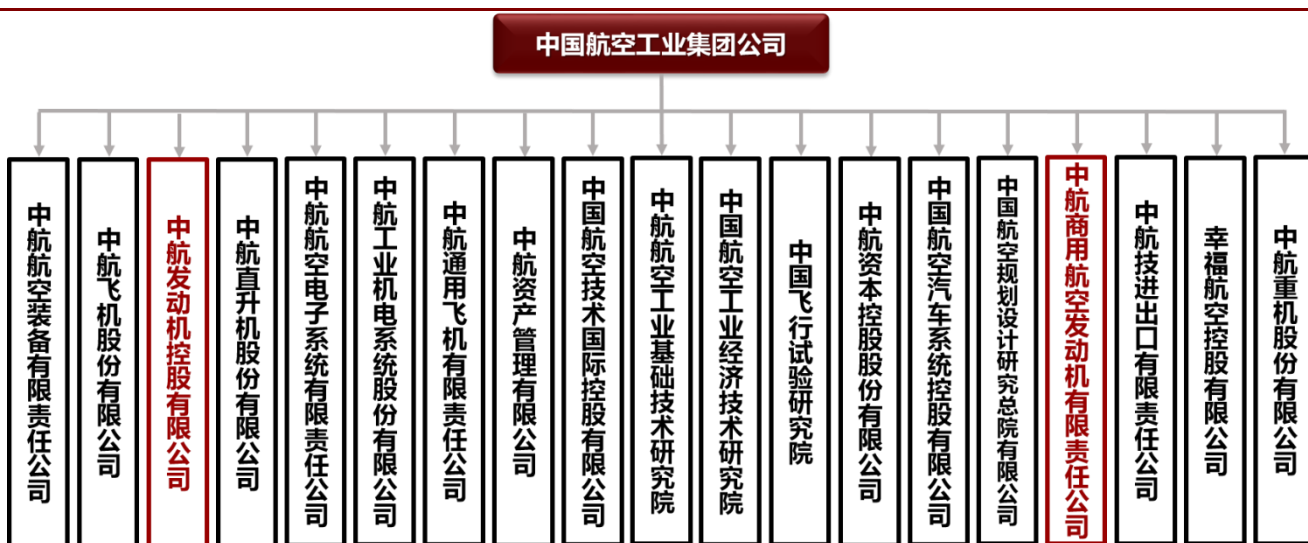 中国航空工业集团公司
中航航空装备有限责任公司
中航飞机股份有限公司
中航发动机控股有限公司
中航直升机股份有限公司
中航航空电子系统有限责任公司
中航工业机电系统股份有限公司
中航通用飞机有限责任公司
中航资产管理有限公司
中国航空技术国际控股有限公司
中航航空工业基础技术研究院
中国航空工业经济技术研究院
中国飞行试验研究院
中航资本控股股份有限公司
中国航空汽车系统控股有限公司
中国航空规划设计研究总院有限公司
中航商用航空发动机有限责任公司
中航技进出口有限责任公司
幸福航空控股有限公司
中航重机股份有限公司